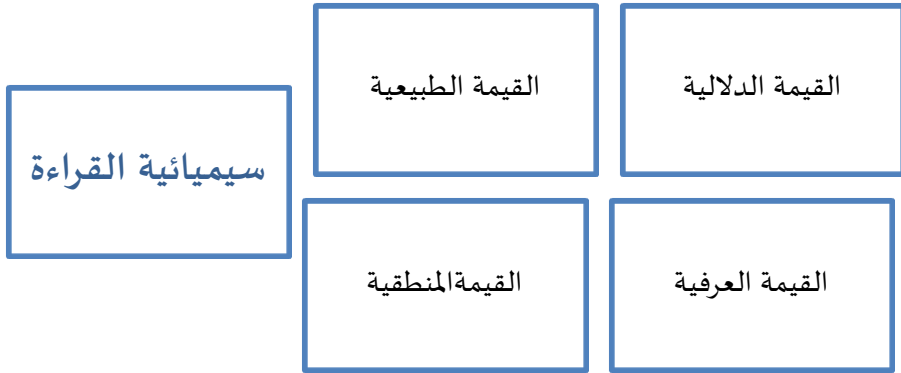 القيمة الدلالية
القيمة الطبيعية
سيميائية القراءة
القيمة العرفية
القيمةالمنطقية